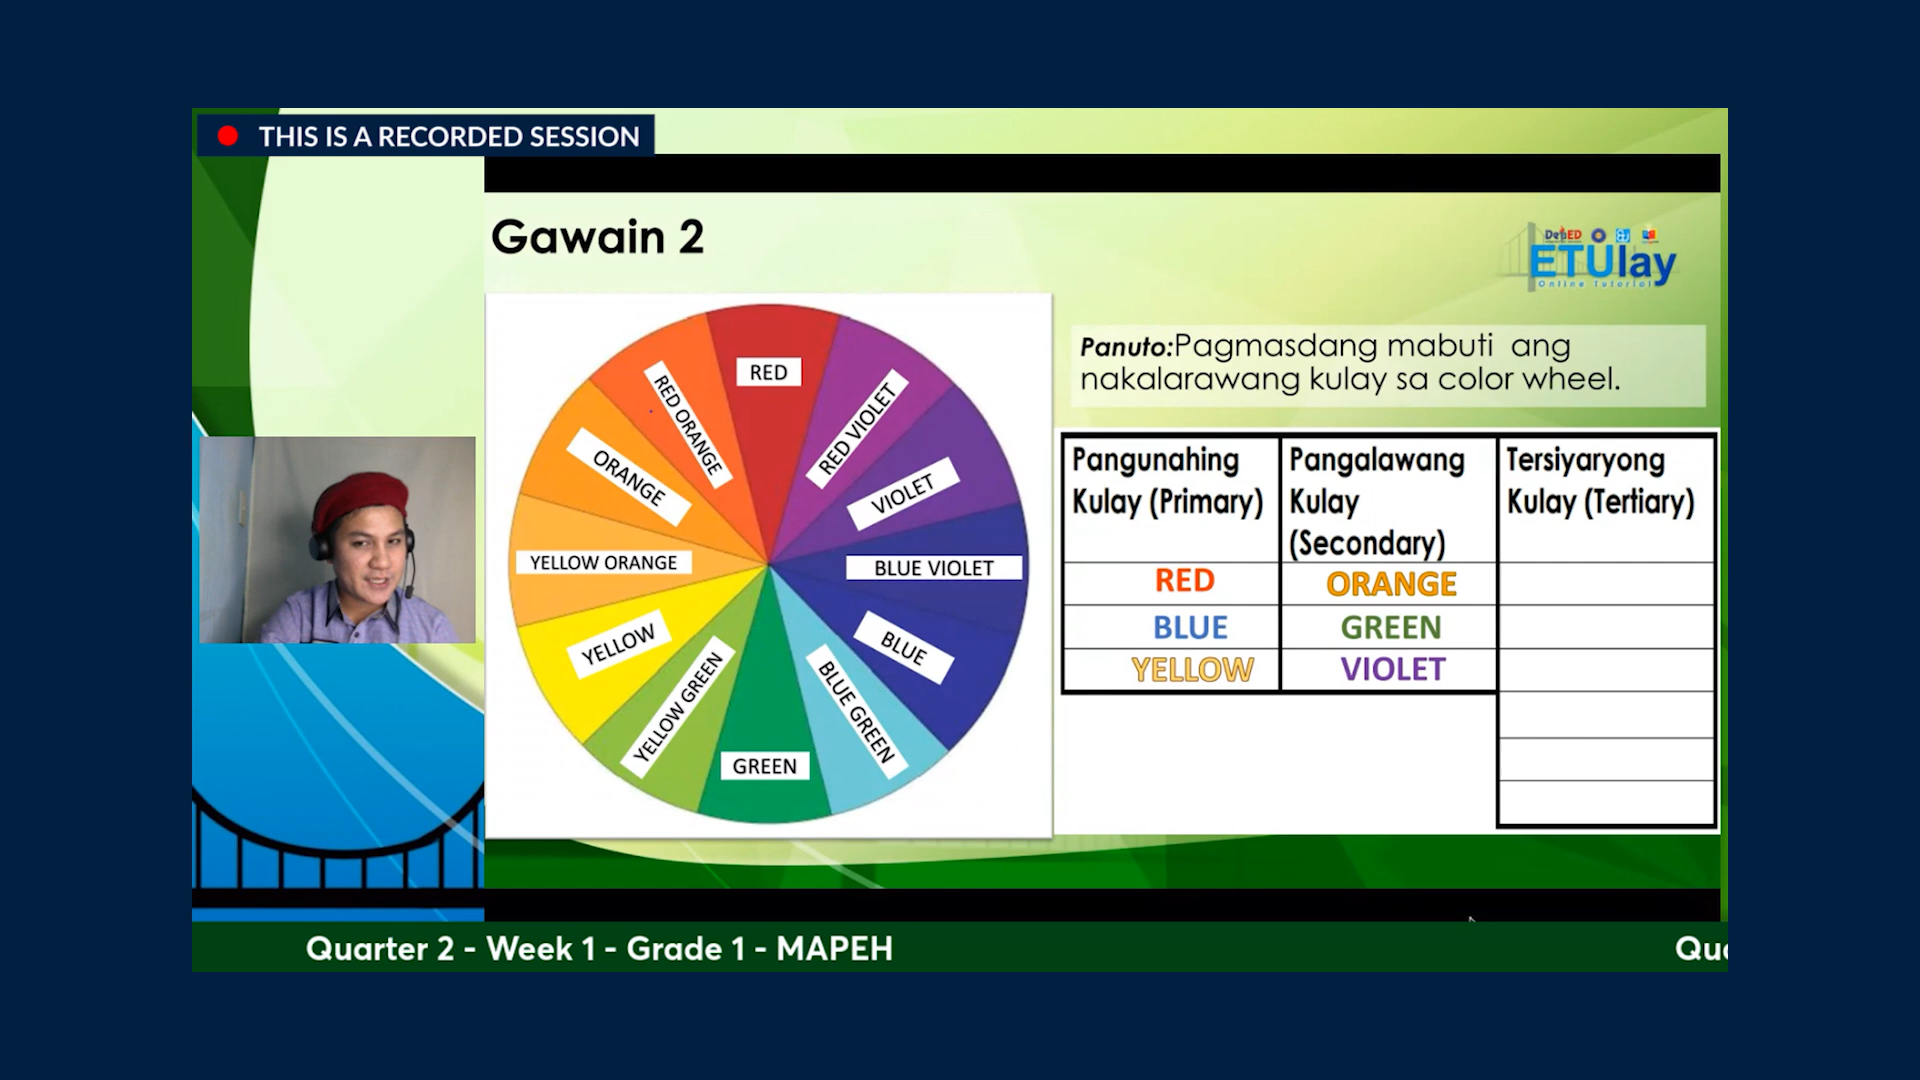 THIS IS A RECORDED SESSION
Gawain 2
DepED
ETUlay
Online Tutorial
RED
RED ORANGE
RED VIOLET
ORANGE
VIOLET
YELLOW ORANGE
BLUE VIOLET
YELLOW
BLUE
YELLOW GREEN
BLUE GREEN
GREEN
Panuto:Pagmasdang mabuti ang
nakalarawang kulay sa color wheel.
Pangunahing
Kulay (Primary)
Pangalawang
Kulay
(Secondary)
Tersiyaryong
Kulay (Tertiary)
RED
ORANGE
BLUE
GREEN
YELLOW
VIOLET
Quarter 2 - Week 1 - Grade 1 - MAPEH
Qu